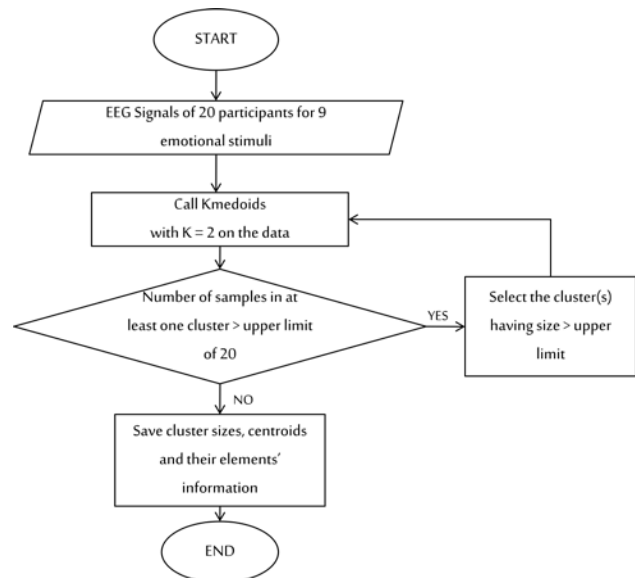 START
EEG Signals of 20 participants for 9
emotional stimuli
Call Kmedoids
with K = 2 on the data
Number of samples in at
least one cluster > upper limit
of 20
YES
Select the cluster(s)
having size > upper
limit
NO
Save cluster sizes, centroids
and their elements'
information
END